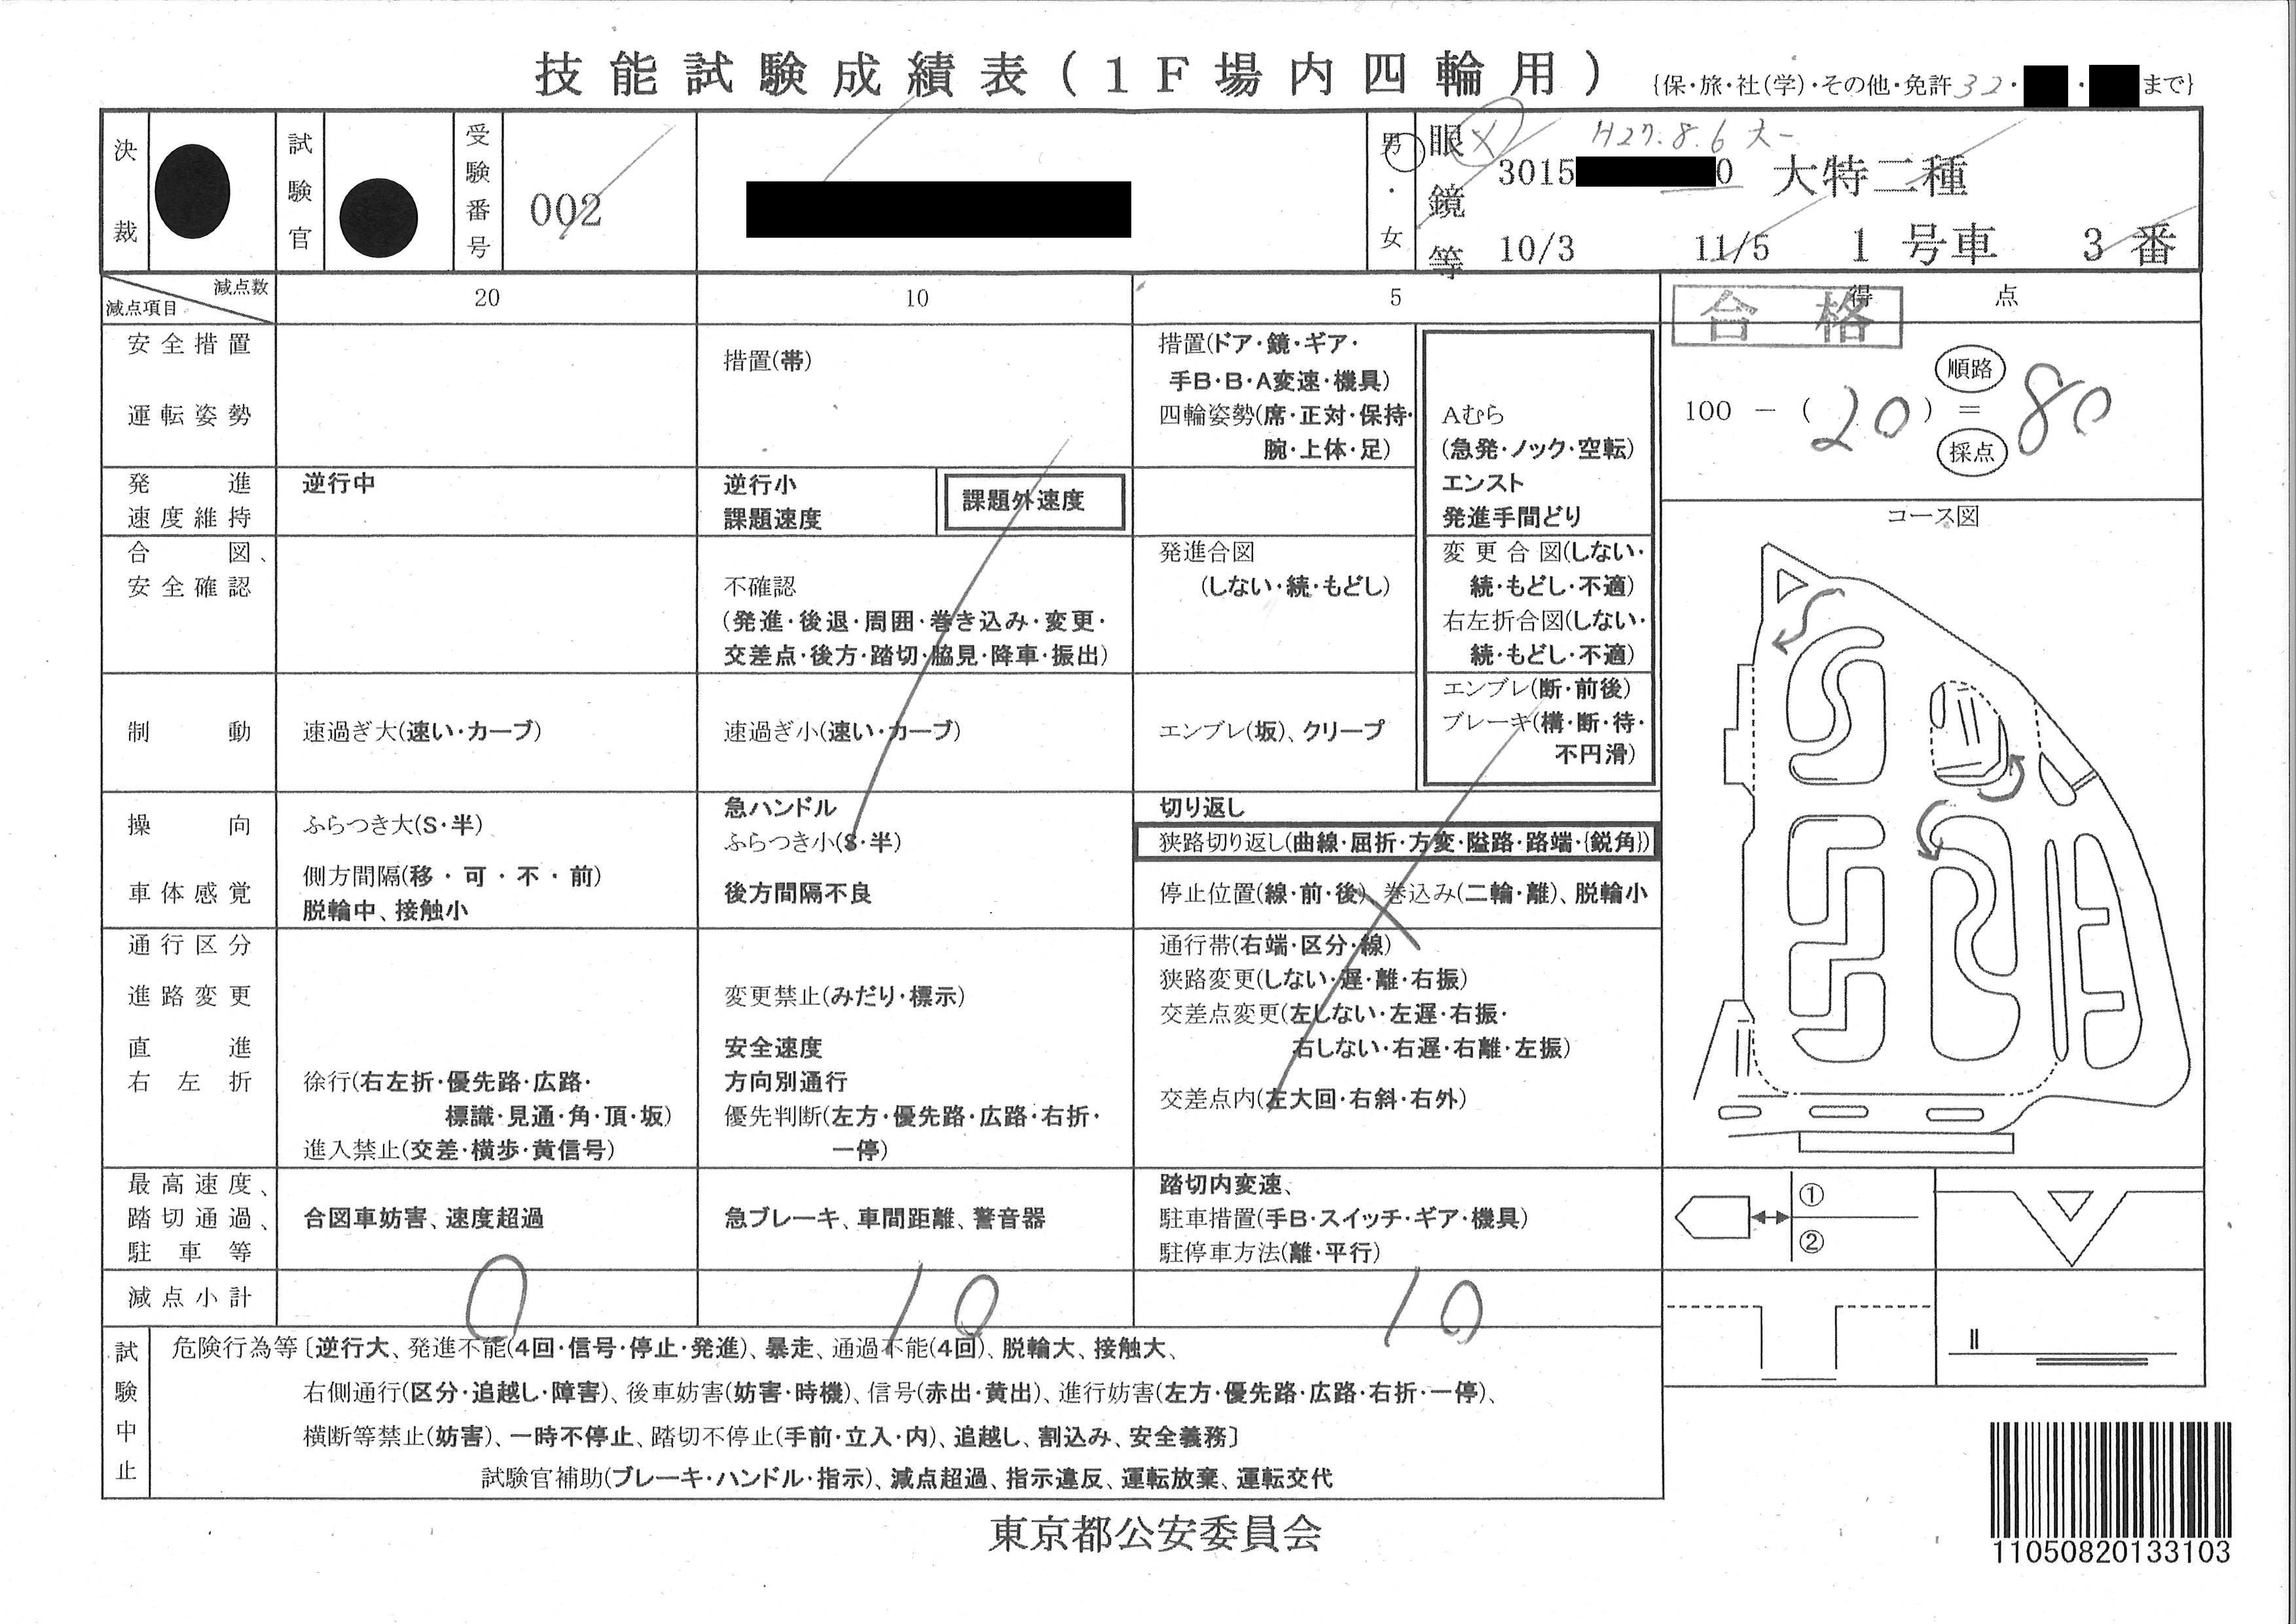 技能試験成績表(1F場内四輪用)
{保・旅・社(学)・その他・免許32・ ・ まで}
決裁
試験官
受験番号
002
男・女
眼鏡等
H27.8.6 大一
3015 0 大特二種
10/3 11/5 1号車 3番
減点数
減点項目
20
10
5
得点
合格
安全措置
運転姿勢
措置(帯)
措置(ドア・鏡・ギア・
手B・B・A変速・機具)
四輪姿勢(席・正対・保持・
腕・上体・足)
Aむら
(急発・ノック・空転)
エンスト
発進手間どり
順路
100 - ( 20 ) = 80
採点
発進
速度維持
逆行中
逆行小
課題速度
課題外速度
コース図
合図、
安全確認
不確認
(発進・後退・周囲・巻き込み・変更・
交差点・後方・踏切・脇見・降車・振出)
発進合図
(しない・続・もどし)
変更合図(しない・
続・もどし・不適)
右左折合図(しない・
続・もどし・不適)
制動
速過ぎ大(速い・カーブ)
速過ぎ小(速い・カーブ)
エンブレ(坂)、クリープ
エンブレ(断・前後)
ブレーキ(構・断・待・
不円滑)
操向
車体感覚
ふらつき大(S・半)
側方間隔(移・可・不・前)
脱輪中、接触小
急ハンドル
ふらつき小(S・半)
後方間隔不良
切り返し
狭路切り返し(曲線・屈折・方変・隘路・路端・{鋭角})
停止位置(線・前・後) 巻込み(二輪・離)、脱輪小
通行区分
進路変更
直進
右左折
徐行(右左折・優先路・広路・
標識・見通・角・頂・坂)
進入禁止(交差・横歩・黄信号)
変更禁止(みだり・標示)
安全速度
方向別通行
優先判断(左方・優先路・広路・右折・
一停)
通行帯(右端・区分・線)
狭路変更(しない・遅・離・右振)
交差点変更(左しない・左遅・右振・
右しない・右遅・右離・左振)
交差点内(左大回・右斜・右外)
最高速度、
踏切通過、
駐車等
合図車妨害、速度超過
急ブレーキ、車間距離、警音器
踏切内変速、
駐車措置(手B・スイッチ・ギア・機具)
駐停車方法(離・平行)
①
②
減点小計
0
10
10
試験中止
危険行為等〔逆行大、発進不能(4回・信号・停止・発進)、暴走、通過不能(4回)、脱輪大、接触大、
右側通行(区分・追越し・障害)、後車妨害(妨害・時機)、信号(赤出・黄出)、進行妨害(左方・優先路・広路・右折・一停)、
横断等禁止(妨害)、一時不停止、踏切不停止(手前・立入・内)、追越し、割込み、安全義務〕
試験官補助(ブレーキ・ハンドル・指示)、減点超過、指示違反、運転放棄、運転交代
東京都公安委員会
11050820133103